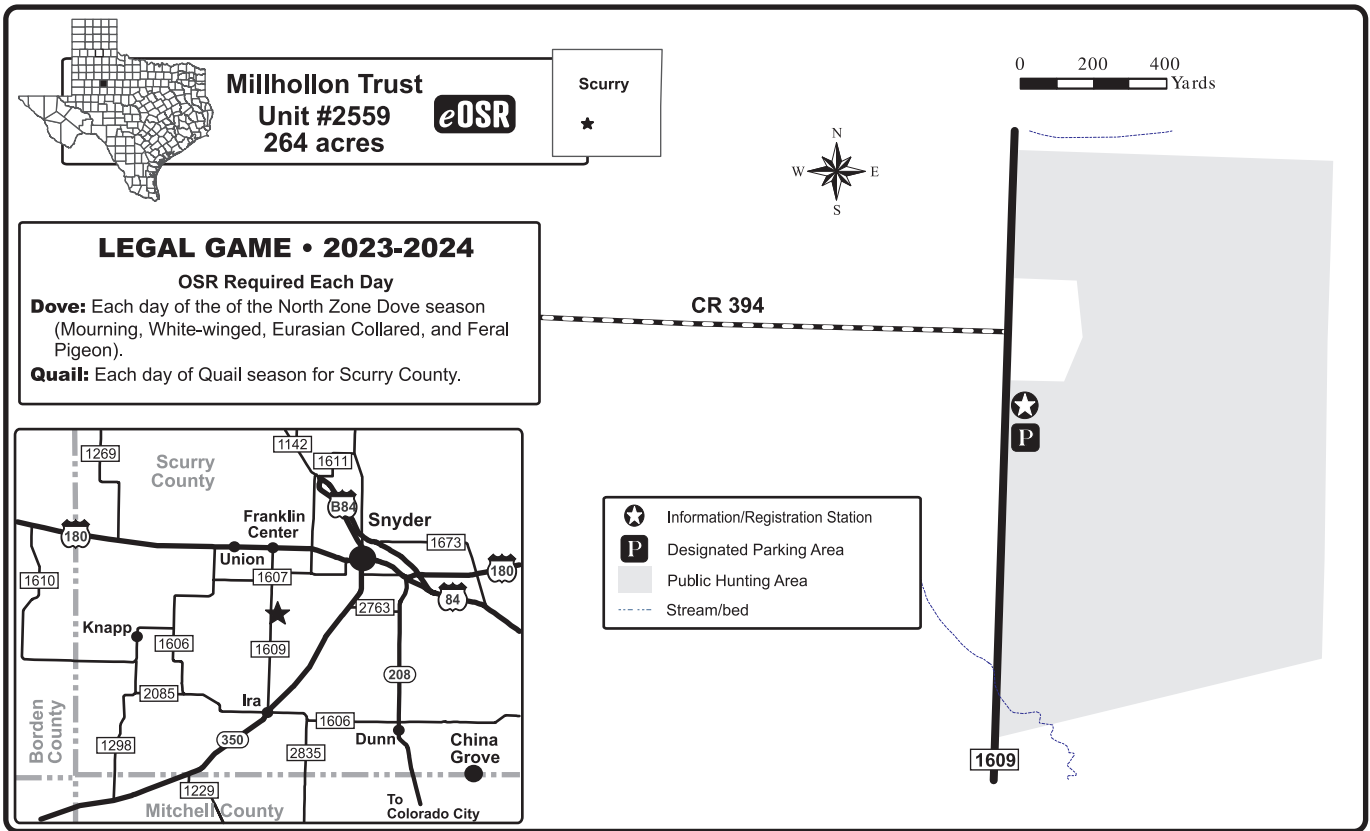 Millhollon Trust
Unit #2559
264 acres
eOSR
Scurry
0 200 400
Yards
N
W E
S
LEGAL GAME • 2023-2024
OSR Required Each Day
Dove: Each day of the of the North Zone Dove season
(Mourning, White-winged, Eurasian Collared, and Feral
Pigeon).
Quail: Each day of Quail season for Scurry County.
CR 394
P
1609
Information/Registration Station
P Designated Parking Area
Public Hunting Area
Stream/bed
1269
Scurry
County
1142
1611
B84
Franklin
Center
Snyder
180
Union
1673
1610
1607
180
84
2763
Knapp
1606
1609
208
2085
Ira
1606
Borden
County
1298
350
2835
Dunn
China
Grove
1229
Mitchell County
To
Colorado City